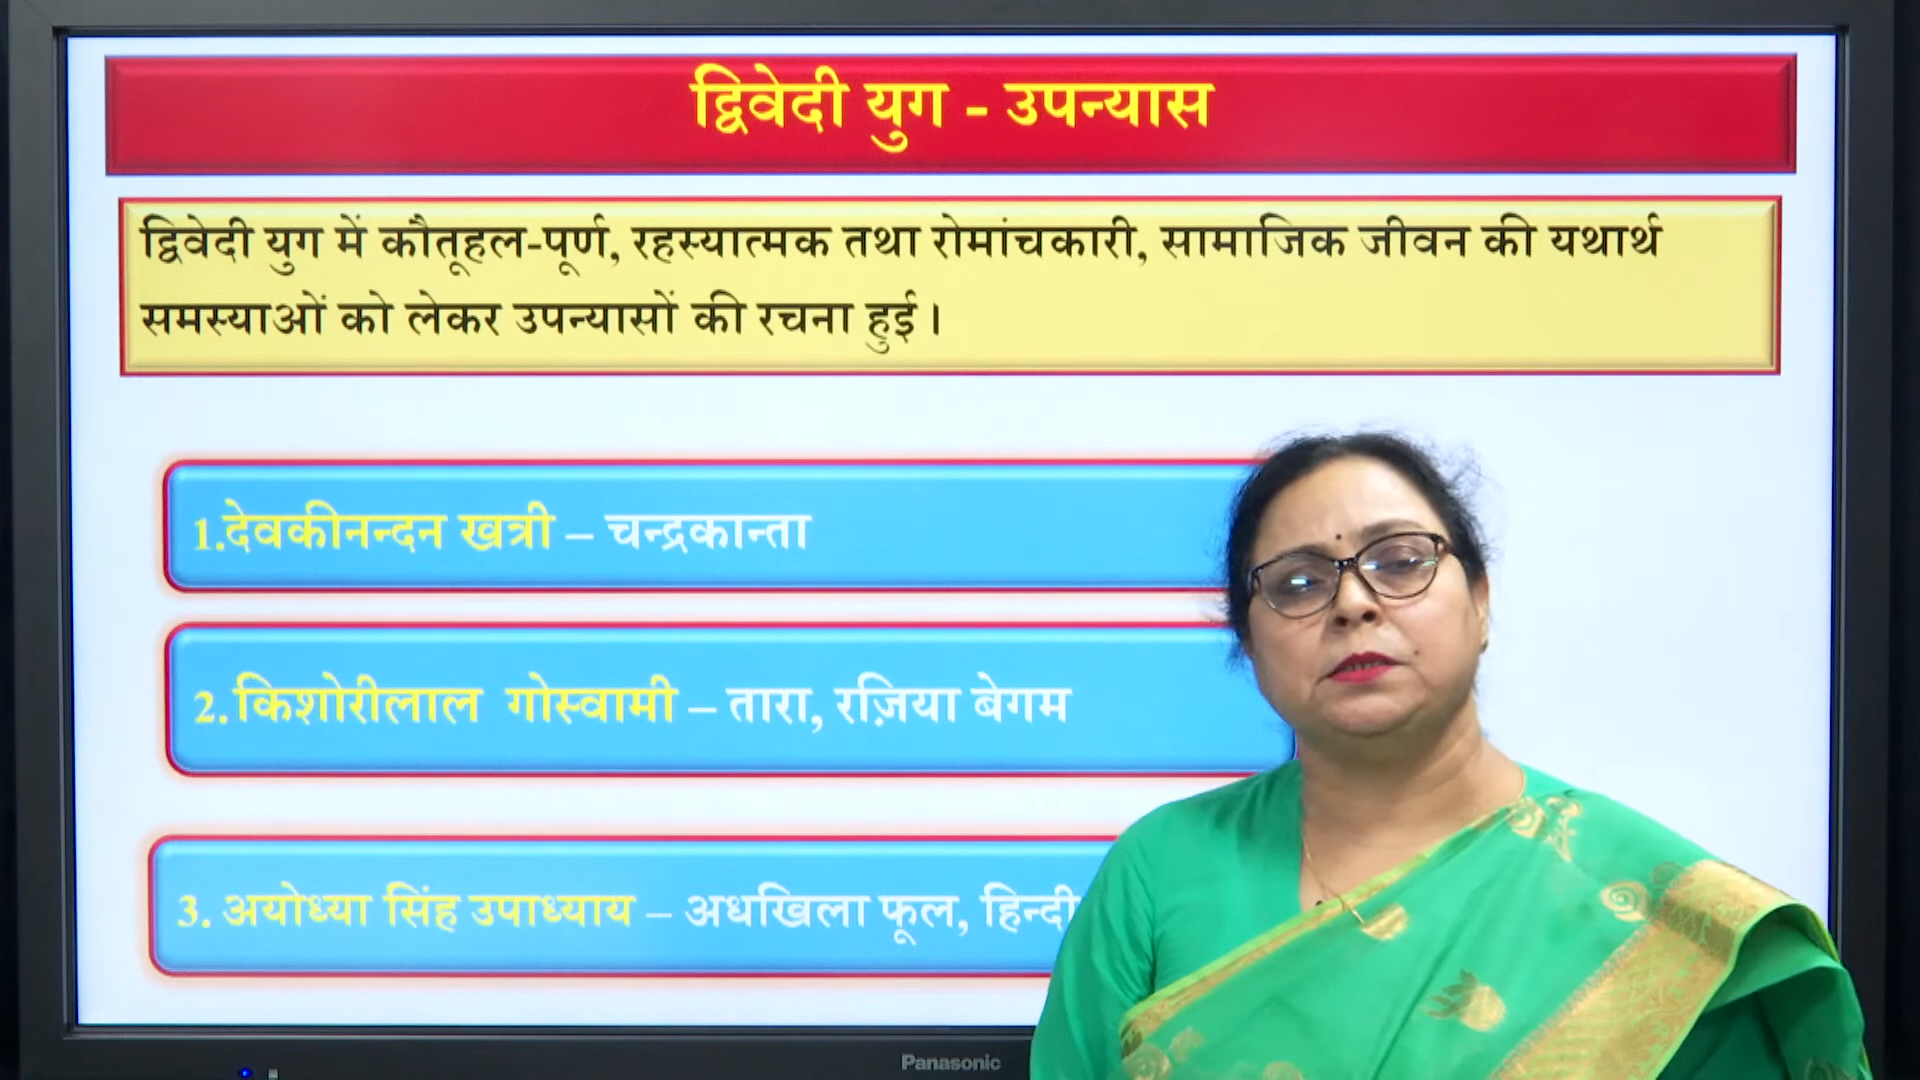 द्विवेदी युग - उपन्यास
द्विवेदी युग में कौतूहल-पूर्ण, रहस्यात्मक तथा रोमांचकारी, सामाजिक जीवन की यथार्थ
समस्याओं को लेकर उपन्यासों की रचना हुई।
1.देवकीनन्दन खत्री – चन्द्रकान्ता
2. किशोरीलाल गोस्वामी – तारा, रज़िया बेगम
3. अयोध्या सिंह उपाध्याय – अधखिला फूल, हिन्दी
Panasonic